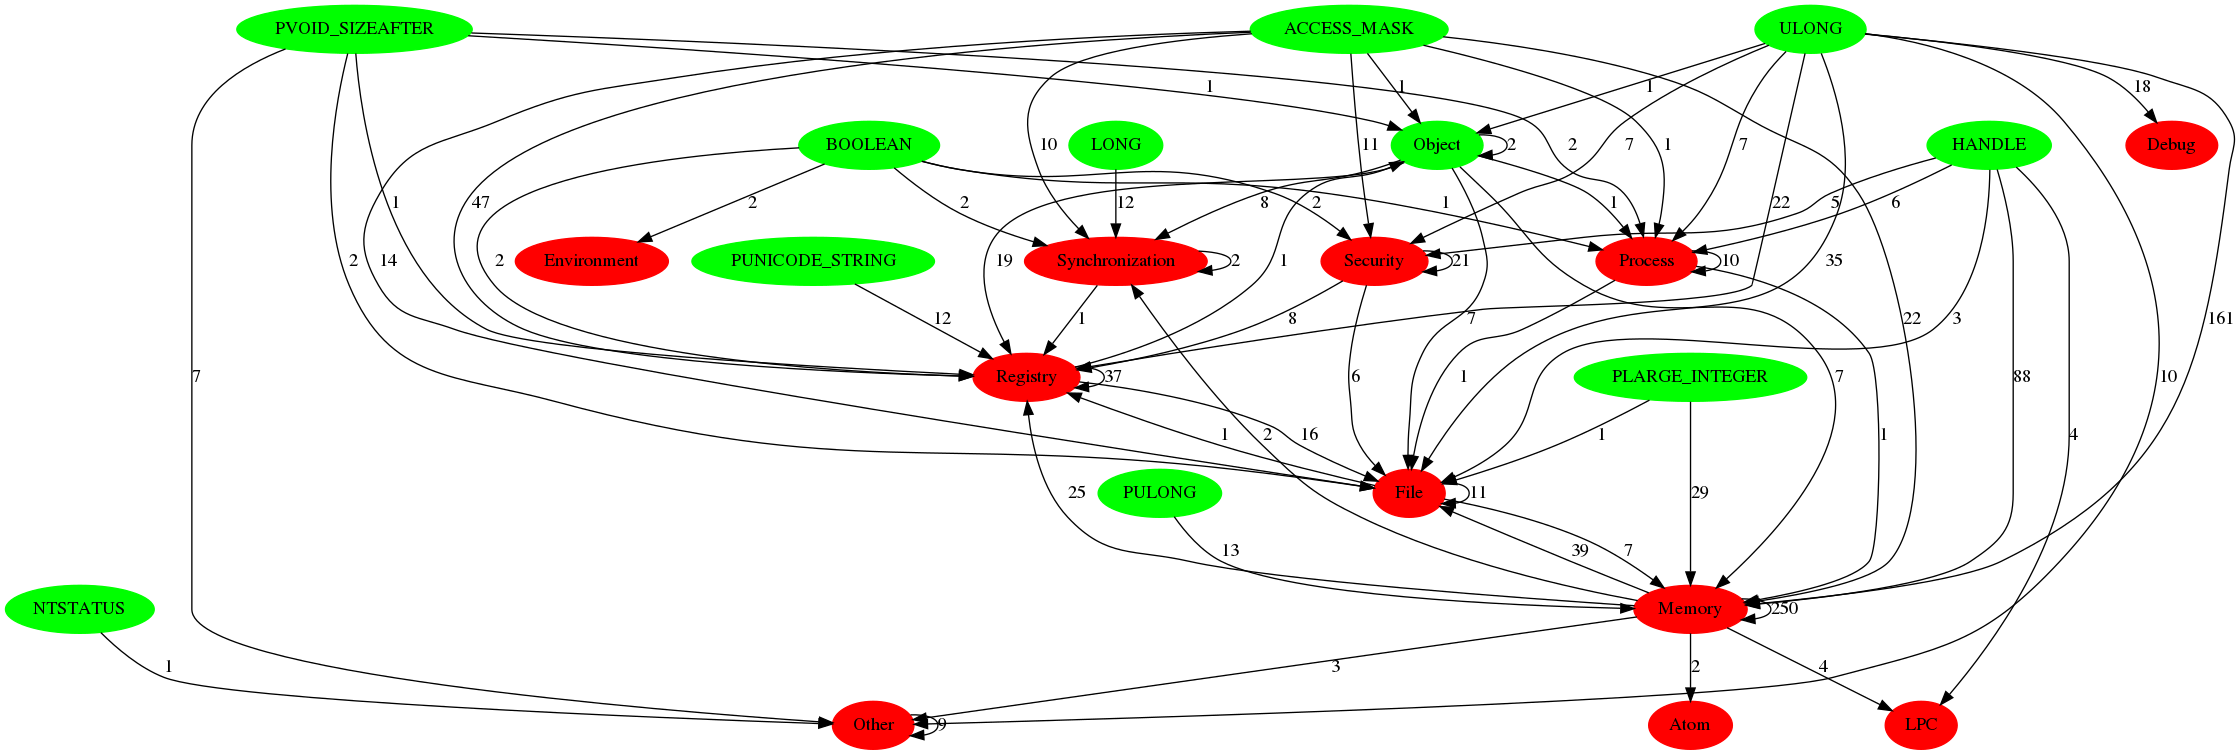 PVOID_SIZEAFTER ACCESS_MASK ULONG
1 1 1 18
BOOLEAN LONG Object 2 HANDLE Debug
10 11 2 1 7 7
2 2 12 8 2 1 1 22 5 6
47 1
Environment PUNICODE_STRING Synchronization 2 Security 21 Process 10
2 14 2 19 1 35
12 1 8 7 22 3 161
Registry 37 PLARGE_INTEGER
7 6 1 7 88 10
1 16 2 1 1 4
PULONG File 11
25 29
13 39 7
NTSTATUS Memory 250
1 3 2 4
Other 9 Atom LPC